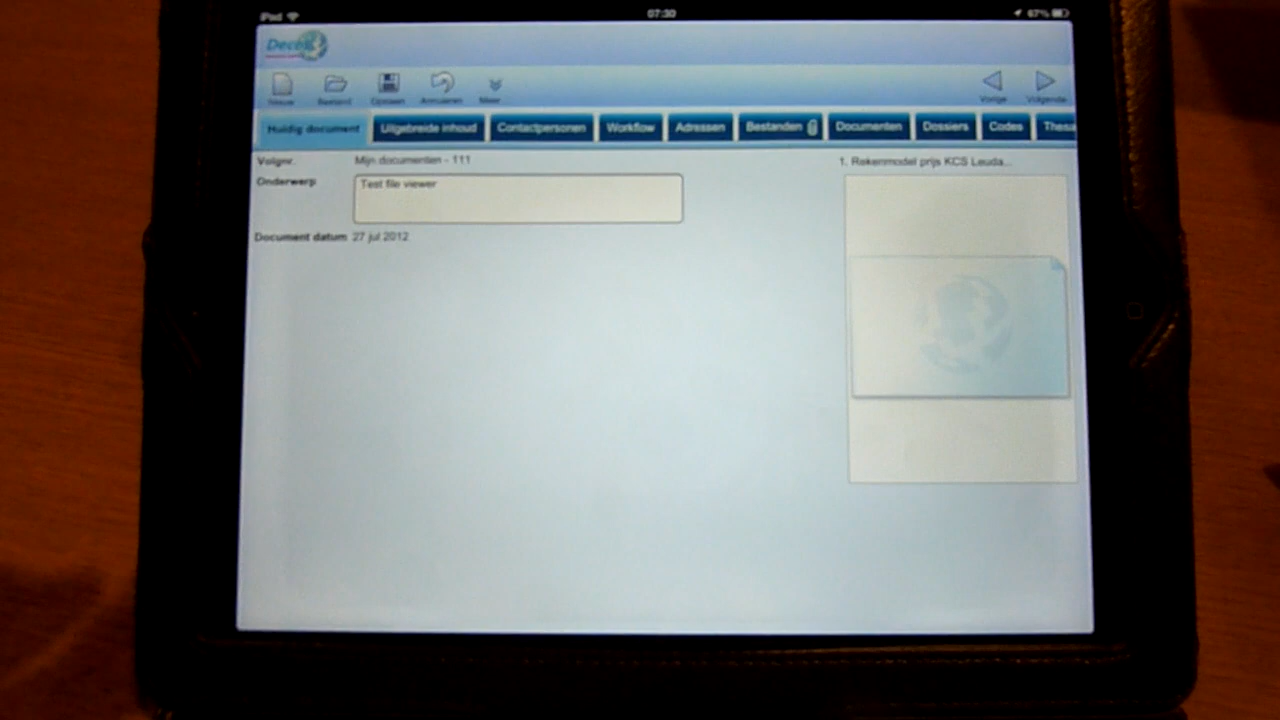 iPad 07:30 67%
Decos
Nieuw Bestand Opslaan Annuleren Meer Vorige Volgende
Huidig document Uitgebreide inhoud Contactpersonen Workflow Adressen Bestanden Documenten Dossiers Codes Thesa
Volgnr. Mijn documenten - 111 1. Rekenmodel prijs KCS Leuda...
Onderwerp Test file viewer
Document datum 27 jul 2012